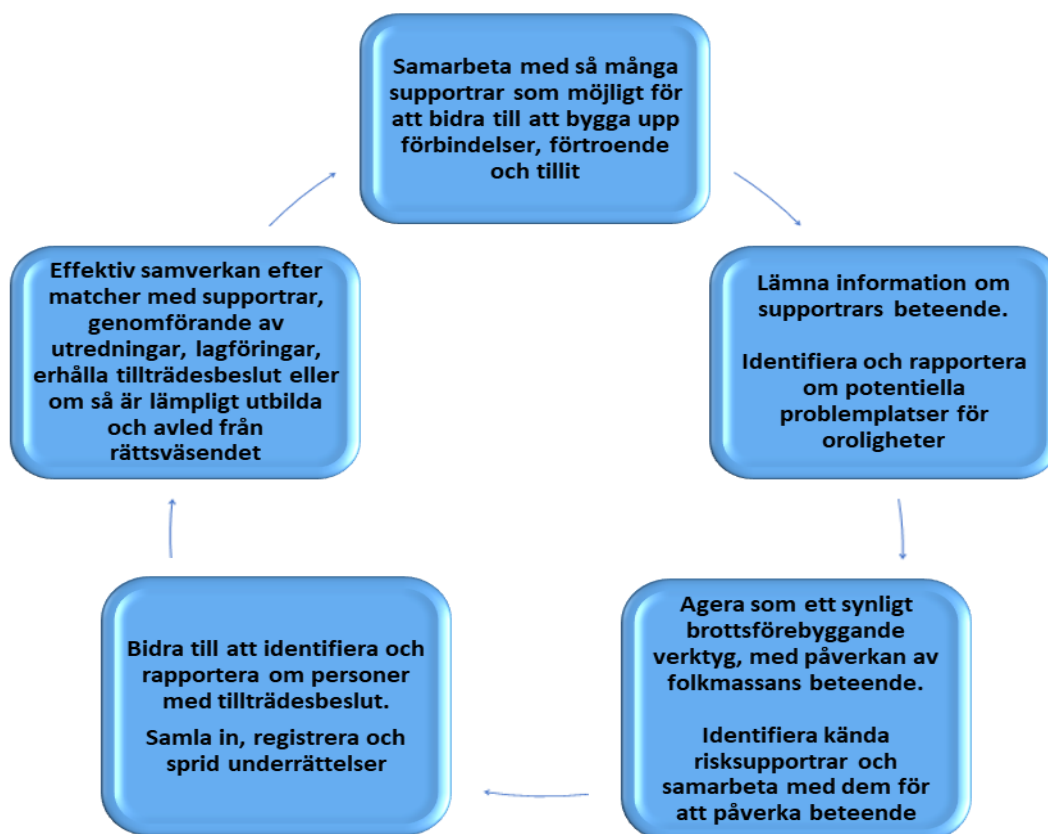 Samarbeta med så många
supportrar som möjligt för
att bidra till att bygga upp
förbindelser, förtroende
och tillit
Lämna information om
supportrars beteende.
Identifiera och rapportera
om potentiella
problemplatser för
oroligheter
Agera som ett synligt
brottsförebyggande
verktyg, med påverkan av
folkmassans beteende.
Identifiera kända
risksupportrar och
samarbeta med dem för
att påverka beteende
Bidra till att identifiera och
rapportera om personer
med tillträdesbeslut.
Samla in, registrera och
sprid underrättelser
Effektiv samverkan efter
matcher med supportrar,
genomförande av
utredningar, lagföringar,
erhålla tillträdesbeslut eller
om så är lämpligt utbilda
och avled från
rättsväsendet